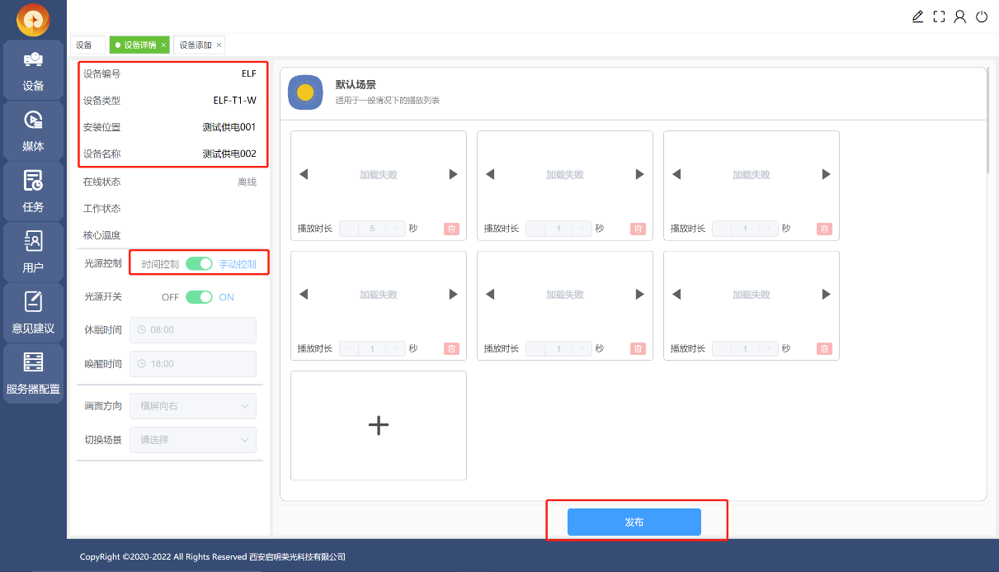 设备
媒体
任务
用户
意见建议
服务器配置
设备
设备详情
设备添加
设备编号 ELF
设备类型 ELF-T1-W
安装位置 测试供电001
设备名称 测试供电002
在线状态 离线
工作状态
核心温度
光源控制 时间控制 手动控制
光源开关 OFF ON
休眠时间 08:00
唤醒时间 18:00
画面方向 横屏向右
切换场景 请选择
默认场景
适用于一般情况下的播放列表
加载失败 加载失败 加载失败
播放时长 - 5 + 秒 播放时长 - 1 + 秒 播放时长 - 1 + 秒
加载失败 加载失败 加载失败
播放时长 - 1 + 秒 播放时长 - 1 + 秒 播放时长 - 1 + 秒
发布
CopyRight ©2020-2022 All Rights Reserved 西安启明荣光科技有限公司